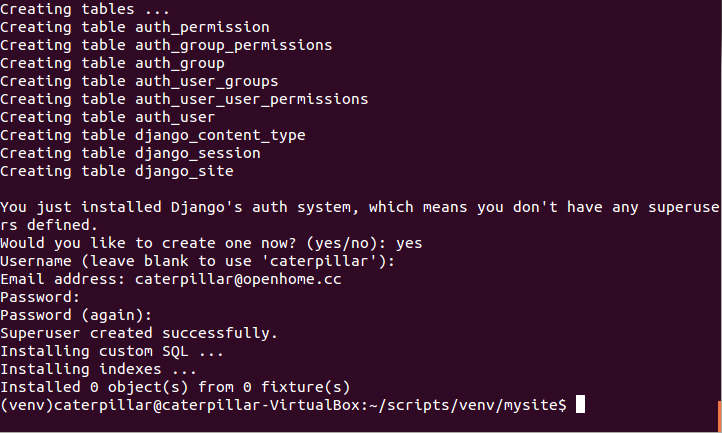 Creating tables ...
Creating table auth_permission
Creating table auth_group_permissions
Creating table auth_group
Creating table auth_user_groups
Creating table auth_user_user_permissions
Creating table auth_user
Creating table django_content_type
Creating table django_session
Creating table django_site
You just installed Django's auth system, which means you don't have any superuse
rs defined.
Would you like to create one now? (yes/no): yes
Username (leave blank to use 'caterpillar'):
Email address: caterpillar@openhome.cc
Password:
Password (again):
Superuser created successfully.
Installing custom SQL ...
Installing indexes ...
Installed 0 object(s) from 0 fixture(s)
(venv)caterpillar@caterpillar-VirtualBox:~/scripts/venv/mysite$